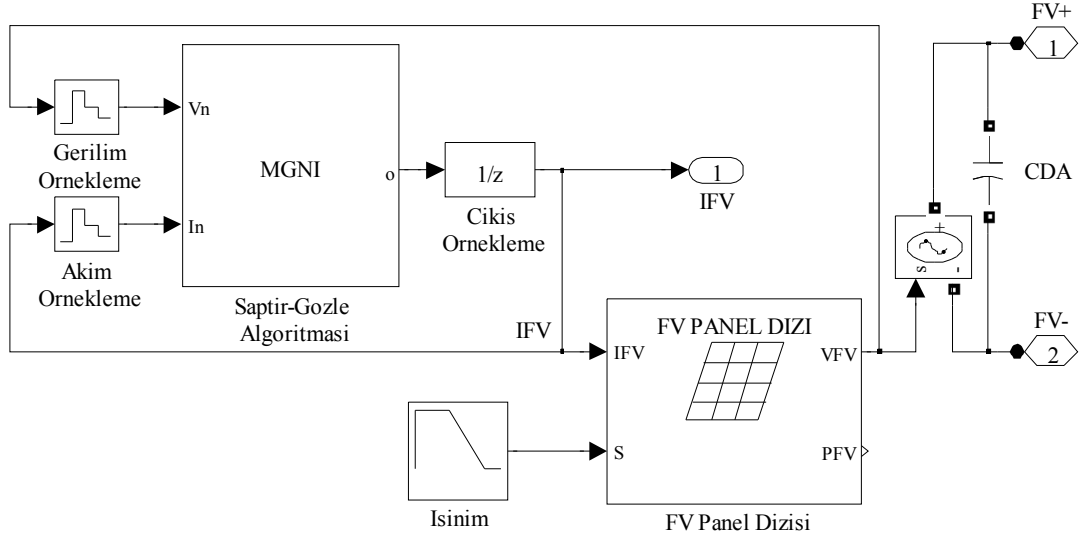 FV+
1
Vn
Gerilim
Ornekleme
MGNI
o
1/z
Cikis
Ornekleme
1
IFV
CDA
In
Akim
Ornekleme
Saptir-Gozle
Algoritmasi
+
s
-
IFV
FV PANEL DIZI
IFV
VFV
FV-
2
S
PFV
Isinim
FV Panel Dizisi